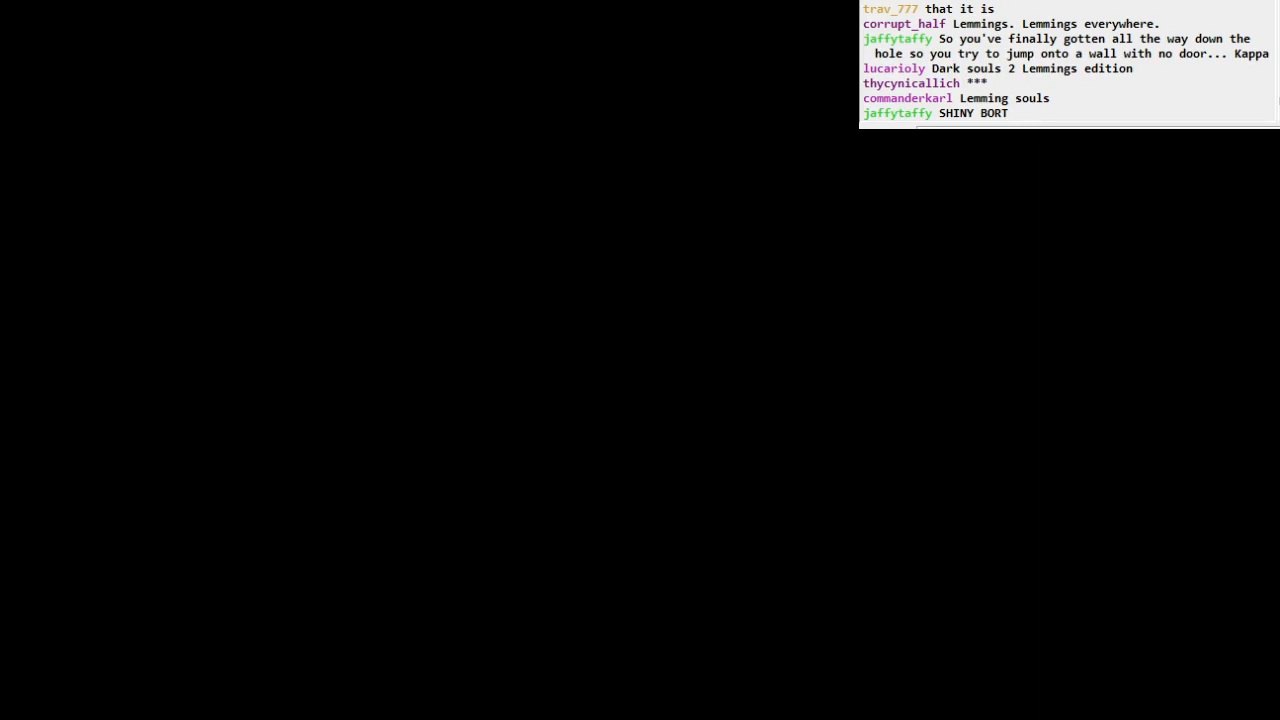 trav_777 that it is
corrupt_half Lemmings. Lemmings everywhere.
jaffytaffy So you've finally gotten all the way down the
hole so you try to jump onto a wall with no door... Kappa
lucarioly Dark souls 2 Lemmings edition
thycynicallich ***
commanderkarl Lemming souls
jaffytaffy SHINY BORT